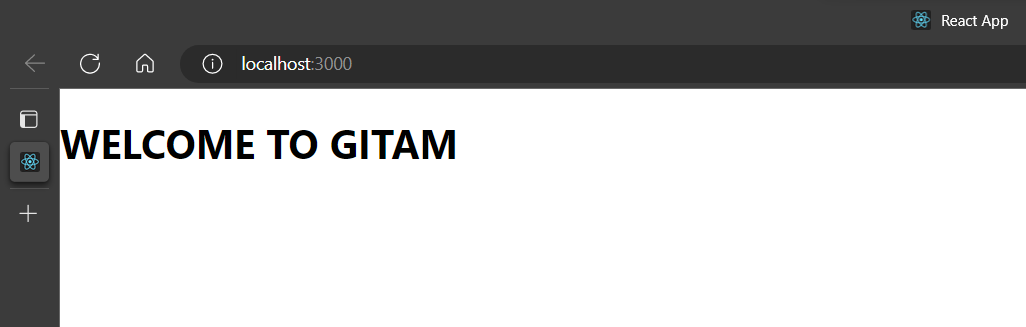 React App
localhost:3000
WELCOME TO GITAM